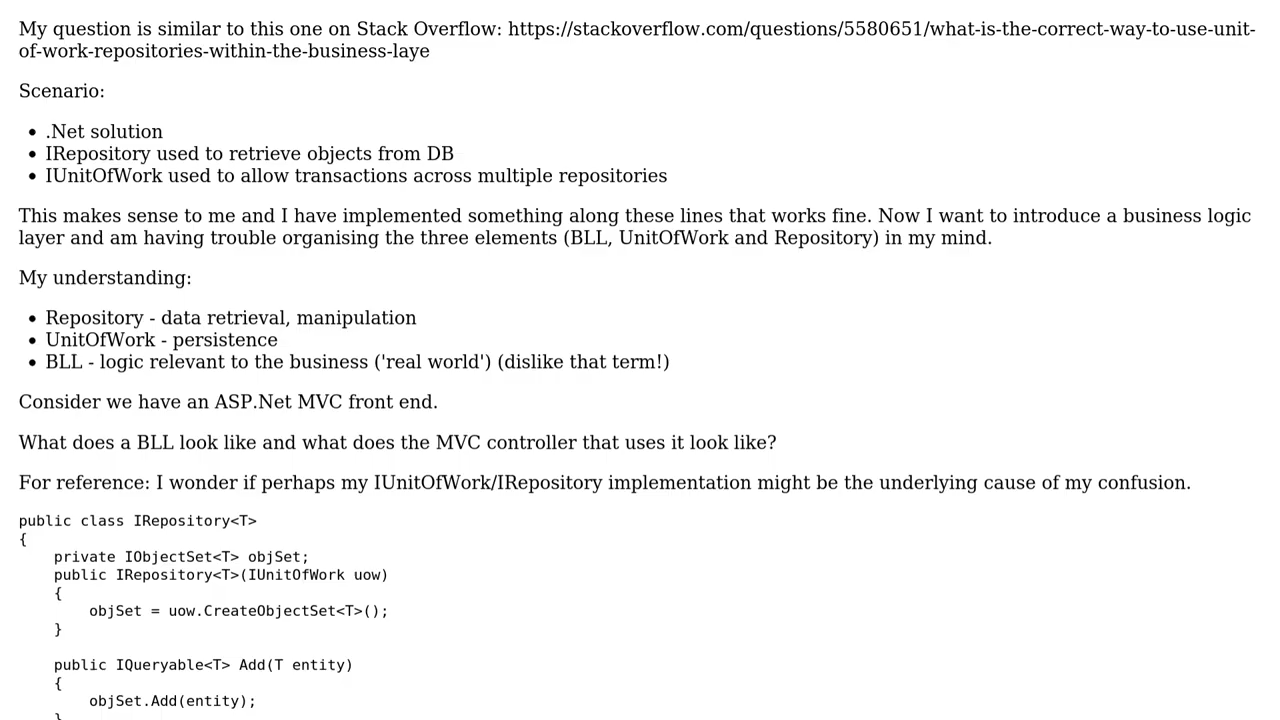 My question is similar to this one on Stack Overflow: https://stackoverflow.com/questions/5580651/what-is-the-correct-way-to-use-unit-
of-work-repositories-within-the-business-laye
Scenario:
• .Net solution
• IRepository used to retrieve objects from DB
• IUnitOfWork used to allow transactions across multiple repositories
This makes sense to me and I have implemented something along these lines that works fine. Now I want to introduce a business logic
layer and am having trouble organising the three elements (BLL, UnitOfWork and Repository) in my mind.
My understanding:
• Repository - data retrieval, manipulation
• UnitOfWork - persistence
• BLL - logic relevant to the business ('real world') (dislike that term!)
Consider we have an ASP.Net MVC front end.
What does a BLL look like and what does the MVC controller that uses it look like?
For reference: I wonder if perhaps my IUnitOfWork/IRepository implementation might be the underlying cause of my confusion.
public class IRepository<T>
{
    private IObjectSet<T> objSet;
    public IRepository<T>(IUnitOfWork uow)
    {
        objSet = uow.CreateObjectSet<T>();
    }
    public IQueryable<T> Add(T entity)
    {
        objSet.Add(entity);
    }